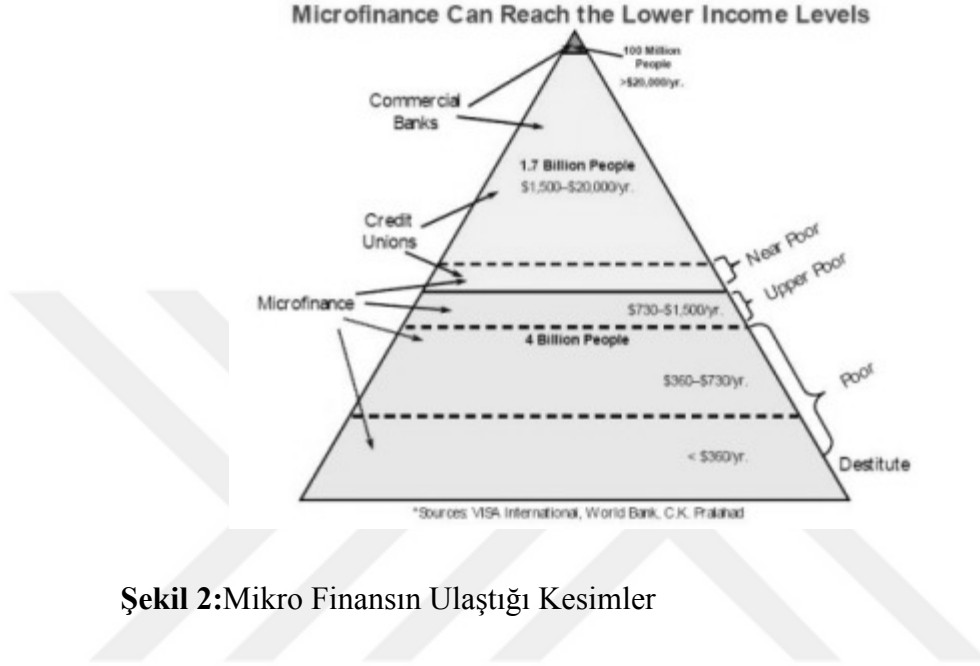 Microfinance Can Reach the Lower Income Levels
100 Million
People
>$20,000/yr.
Commercial
Banks
1.7 Billion People
$1,500–$20,000/yr.
Credit
Unions
Near Poor
Upper Poor
Microfinance
$730–$1,500/yr.
4 Billion People
$360–$730/yr.
Poor
< $360/yr.
Destitute
*Sources: VISA International, World Bank, C.K. Pralahad
Şekil 2:Mikro Finansın Ulaştığı Kesimler